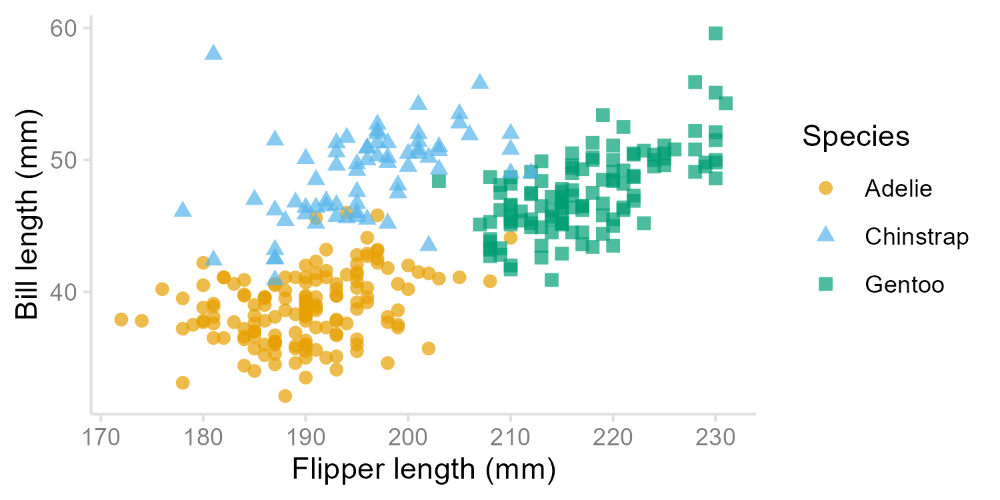 60
50
40
Bill length (mm)
170 180 190 200 210 220 230
Flipper length (mm)
Species
Adelie
Chinstrap
Gentoo